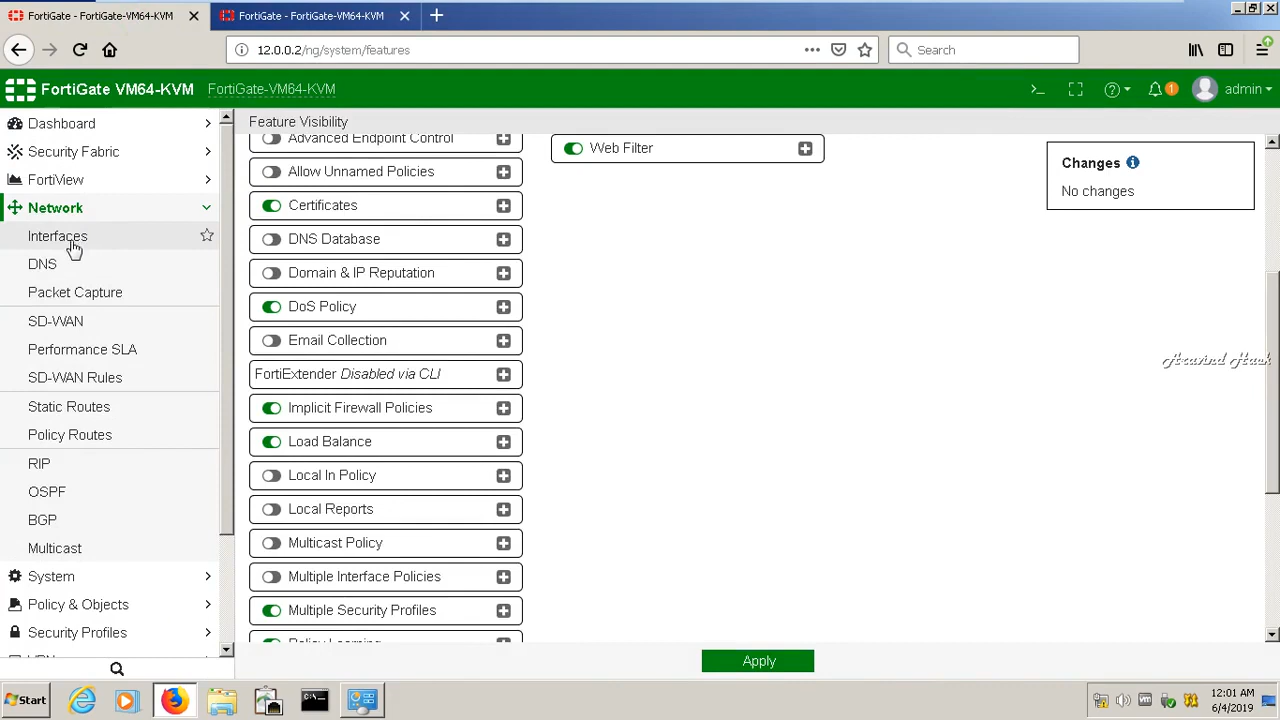 FortiGate - FortiGate-VM64-KVM
FortiGate - FortiGate-VM64-KVM
12.0.0.2/ng/system/features
Search
FortiGate VM64-KVM
FortiGate-VM64-KVM
1
admin
Dashboard
Security Fabric
FortiView
Network
Interfaces
DNS
Packet Capture
SD-WAN
Performance SLA
SD-WAN Rules
Static Routes
Policy Routes
RIP
OSPF
BGP
Multicast
System
Policy & Objects
Security Profiles
Feature Visibility
Advanced Endpoint Control
Allow Unnamed Policies
Certificates
DNS Database
Domain & IP Reputation
DoS Policy
Email Collection
FortiExtender Disabled via CLI
Implicit Firewall Policies
Load Balance
Local In Policy
Local Reports
Multicast Policy
Multiple Interface Policies
Multiple Security Profiles
Policy Learning
Web Filter
Changes
No changes
Aravind Hack
Apply
Start
12:01 AM
6/4/2019